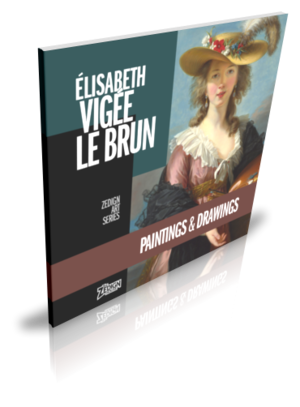 ÉLISABETH
VIGÉE
LE BRUN
ZEDIGN
ART
SERIES
PAINTINGS & DRAWINGS
ZEDIGN